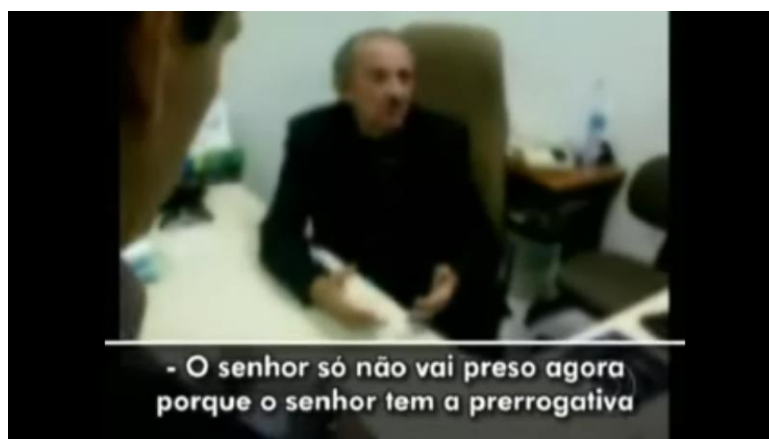 - O senhor só não vai preso agora
porque o senhor tem a prerrogativa